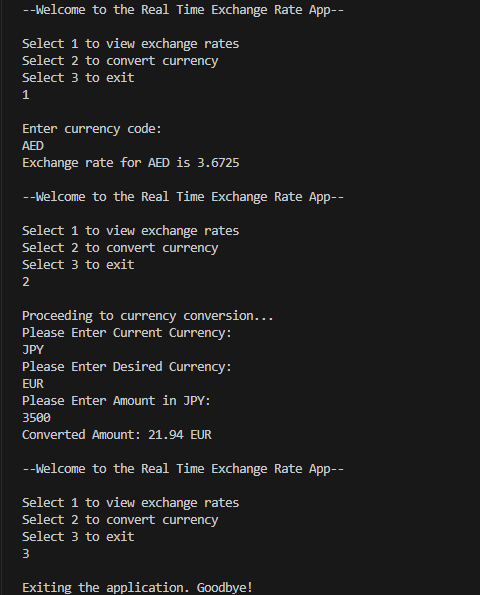 --Welcome to the Real Time Exchange Rate App--
Select 1 to view exchange rates
Select 2 to convert currency
Select 3 to exit
1
Enter currency code:
AED
Exchange rate for AED is 3.6725
--Welcome to the Real Time Exchange Rate App--
Select 1 to view exchange rates
Select 2 to convert currency
Select 3 to exit
2
Proceeding to currency conversion...
Please Enter Current Currency:
JPY
Please Enter Desired Currency:
EUR
Please Enter Amount in JPY:
3500
Converted Amount: 21.94 EUR
--Welcome to the Real Time Exchange Rate App--
Select 1 to view exchange rates
Select 2 to convert currency
Select 3 to exit
3
Exiting the application. Goodbye!